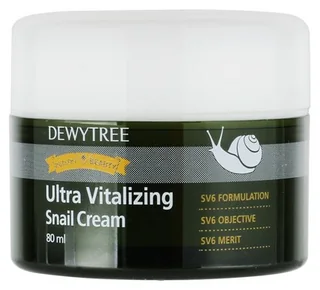 DEWYTREE
Ultra Vitalizing
Snail Cream
80 ml
SV6 FORMULATION
SV6 OBJECTIVE
SV6 MERIT